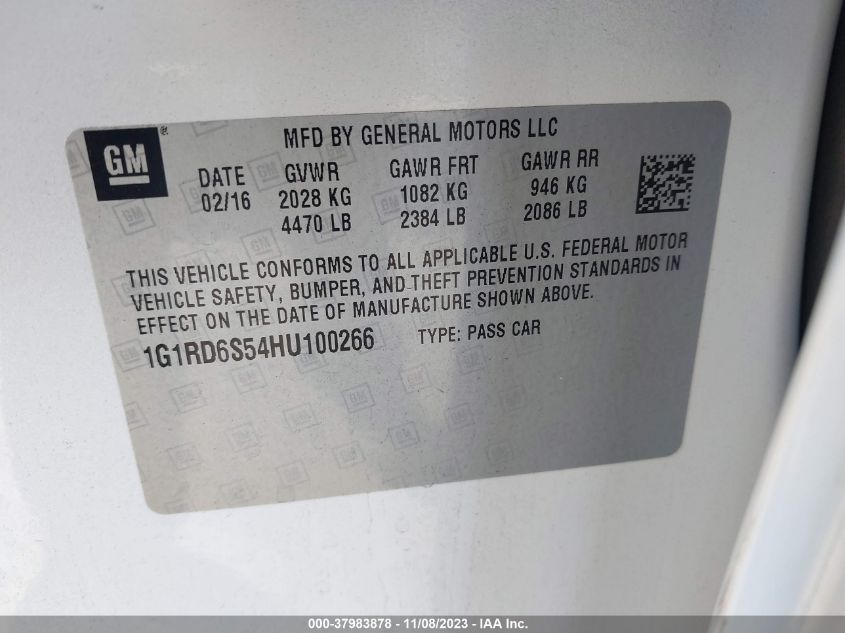 GM ®
MFD BY GENERAL MOTORS LLC
DATE GVWR GAWR FRT GAWR RR
02/16 2028 KG 1082 KG 946 KG
4470 LB 2384 LB 2086 LB
THIS VEHICLE CONFORMS TO ALL APPLICABLE U.S. FEDERAL MOTOR
VEHICLE SAFETY, BUMPER, AND THEFT PREVENTION STANDARDS IN
EFFECT ON THE DATE OF MANUFACTURE SHOWN ABOVE.
1G1RD6S54HU100266 TYPE: PASS CAR
000-37983878 - 11/08/2023 - IAA Inc.